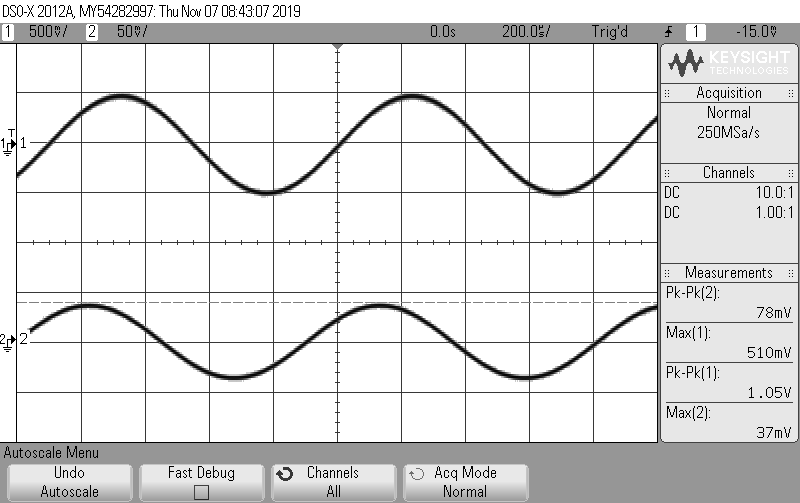 DSO-X 2012A, MY54282997: Thu Nov 07 08:43:07 2019
1 500mV/ 2 50V/ 0.0s 200.0s/ Trig'd 1 -15.0V
KEYSIGHT
TECHNOLOGIES
Acquisition
Normal
250MSa/s
Channels
DC 10.0:1
DC 1.00:1
Measurements
Pk-Pk(2):
78mV
Max(1):
510mV
Pk-Pk(1):
1.05V
Max(2):
37mV
T
1 1
2 2
Autoscale Menu
Undo
Autoscale
Fast Debug
Channels
All
Acq Mode
Normal